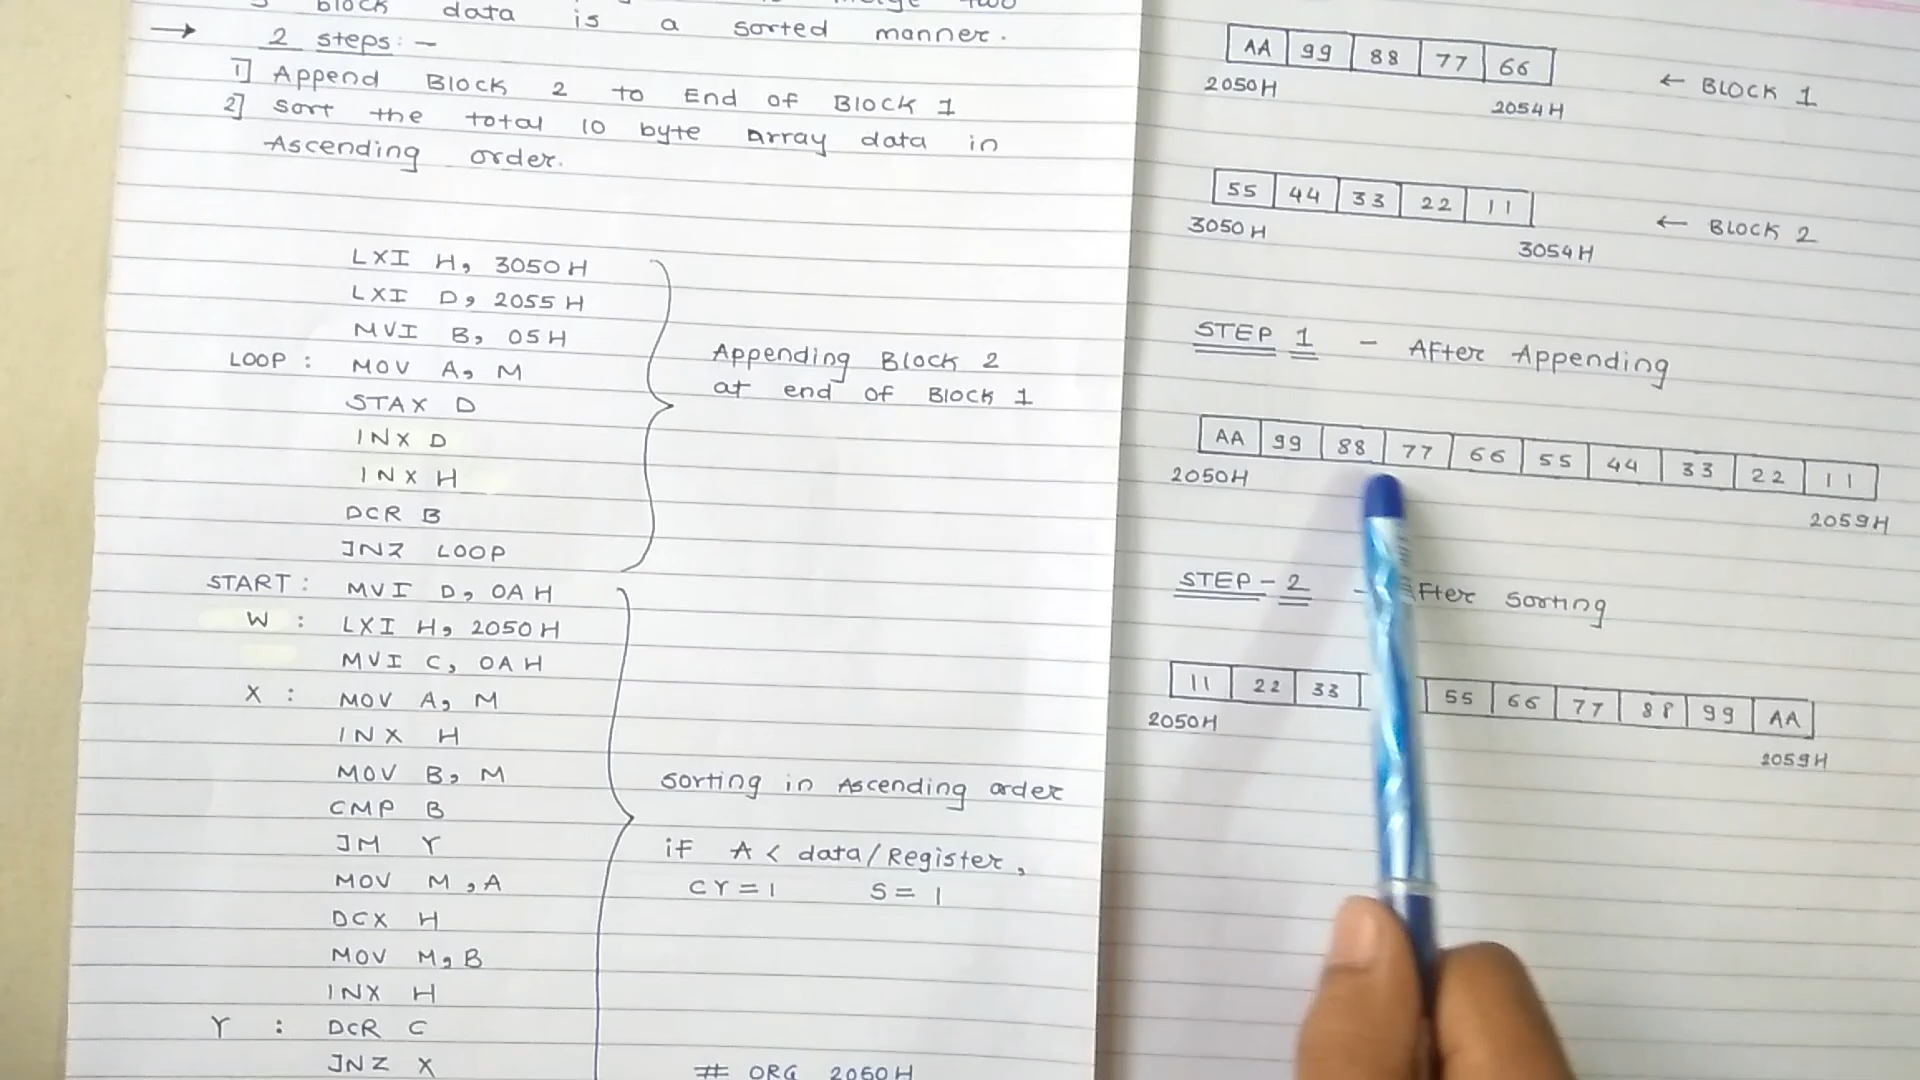 block data is a sorted manner.
→ 2 steps: -
1] Append Block 2 to End of Block 1
2] Sort the total 10 byte array data in
Ascending order.
LXI H, 3050H
LXI D, 2055H
MVI B, 05H
LOOP : MOV A, M
STAX D
INX D
INX H
DCR B
JNZ LOOP
Appending Block 2
at end of Block 1
START : MVI D, 0AH
W : LXI H, 2050H
MVI C, 0AH
X : MOV A, M
INX H
MOV B, M
CMP B
JM Y
MOV M, A
DCX H
MOV M, B
INX H
Y : DCR C
JNZ X
Sorting in Ascending order
if A < data/Register,
CY = 1 S = 1
# ORG 2050H
AA 99 88 77 66
2050H 2054H
← BLOCK 1
55 44 33 22 11
3050H 3054H
← BLOCK 2
STEP 1 - After Appending
AA 99 88 77 66 55 44 33 22 11
2050H 2059H
STEP - 2 - fter sorting
11 22 33 55 66 77 88 99 AA
2050H 2059H